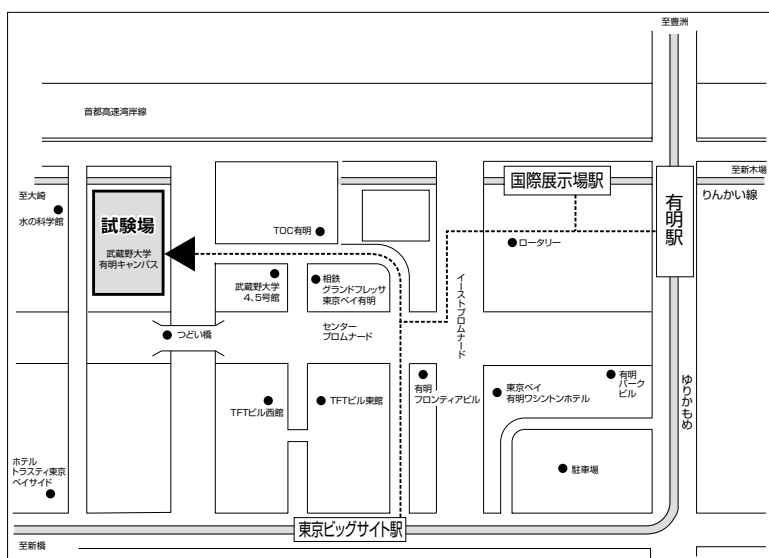 至豊洲
首都高速湾岸線
至大崎
水の科学館
試験場
武蔵野大学
有明キャンパス
TOC有明
国際展示場駅
有明駅
至新木場
りんかい線
ロータリー
武蔵野大学
4、5号館
相鉄
グランドフレッサ
東京ベイ有明
イーストプロムナード
つどい橋
センター
プロムナード
TFTビル西館
TFTビル東館
有明
フロンティアビル
東京ベイ
有明ワシントンホテル
有明
パーク
ビル
ゆりかもめ
ホテル
トラスティ東京
ベイサイド
駐車場
東京ビッグサイト駅
至新橋